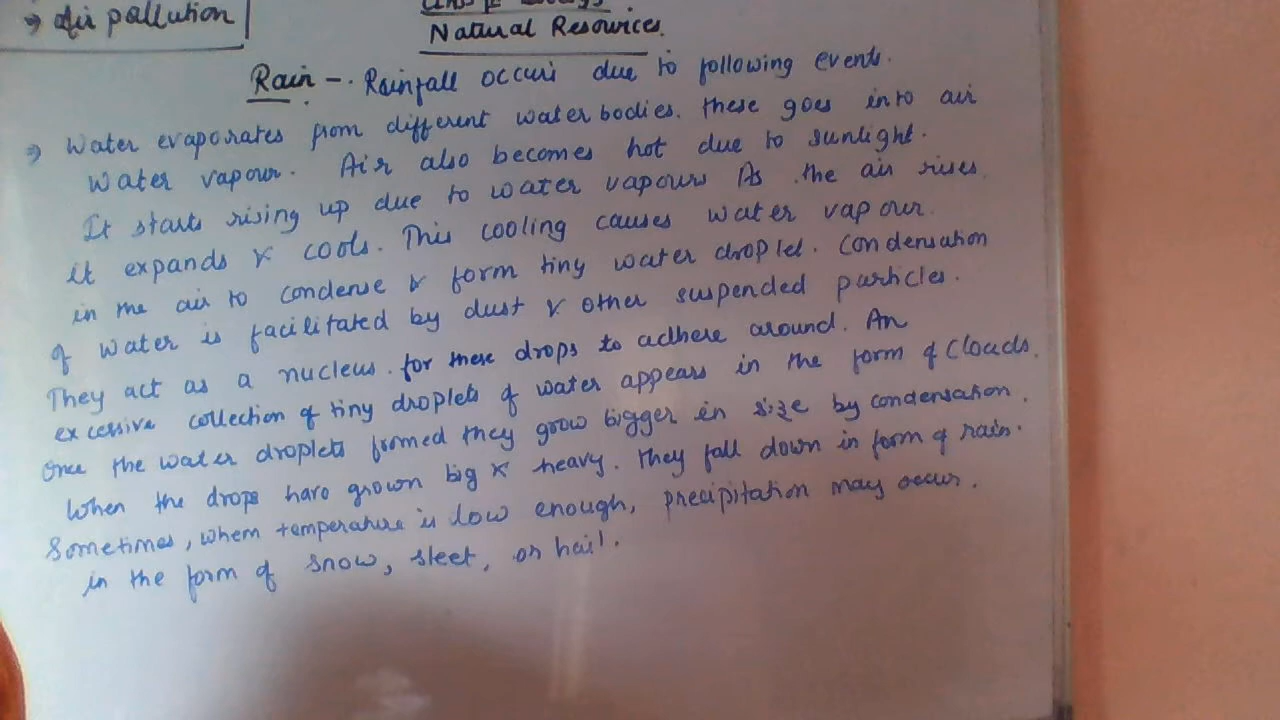 ⇒ Air pollution
Class IX
Natural Resources.
Rain -. Rainfall occurs due to following events.
⇒ Water evaporates from different water bodies. these goes into air
Water vapour. Air also becomes hot due to sunlight.
It starts rising up due to water vapours As the air rises.
it expands & cools. This cooling causes water vapour.
in the air to condense & form tiny water droplet. Condensation
of water is facilitated by dust & other suspended particles.
They act as a nucleus. for these drops to adhere around. An
excessive collection of tiny droplets of water appears in the form of Clouds.
Once the water droplets fromed they grow bigger in size by condensation.
When the drops haro grown big & heavy. They fall down in form of rain.
Sometimes, when temperature is low enough, precipitation may occur.
in the form of snow, sleet, or hail.